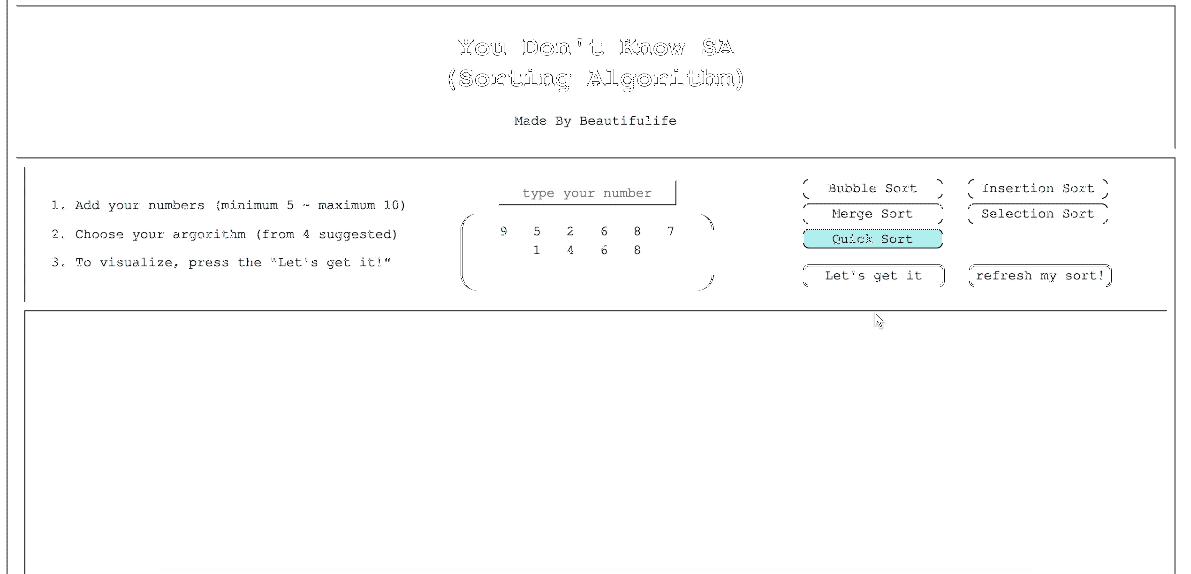 You Don't Know SA
(Sorting Algorithm)
Made By Beautifulife
1. Add your numbers (minimum 5 ~ maximum 10)
2. Choose your argorithm (from 4 suggested)
3. To visualize, press the "Let's get it!"
type your number
9 5 2 6 8 7
1 4 6 8
Bubble Sort Insertion Sort
Merge Sort Selection Sort
Quick Sort
Let's get it refresh my sort!